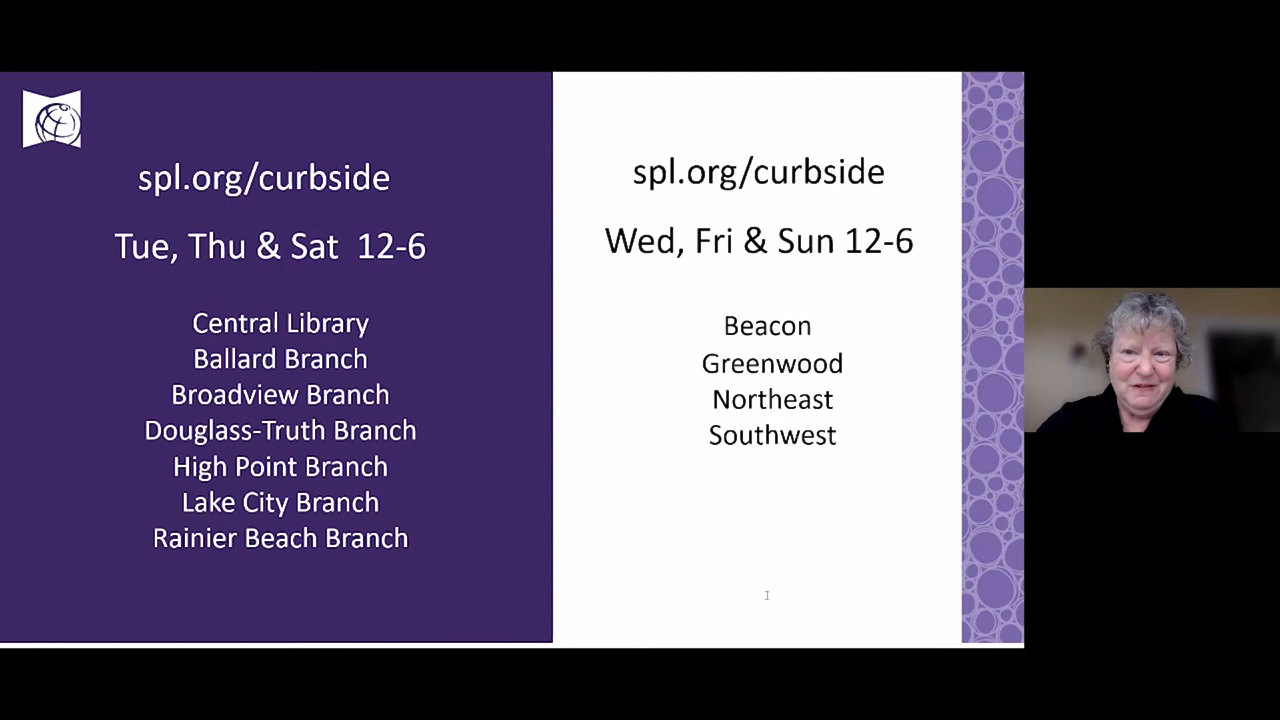 spl.org/curbside
Tue, Thu & Sat 12-6
Central Library
Ballard Branch
Broadview Branch
Douglass-Truth Branch
High Point Branch
Lake City Branch
Rainier Beach Branch
spl.org/curbside
Wed, Fri & Sun 12-6
Beacon
Greenwood
Northeast
Southwest